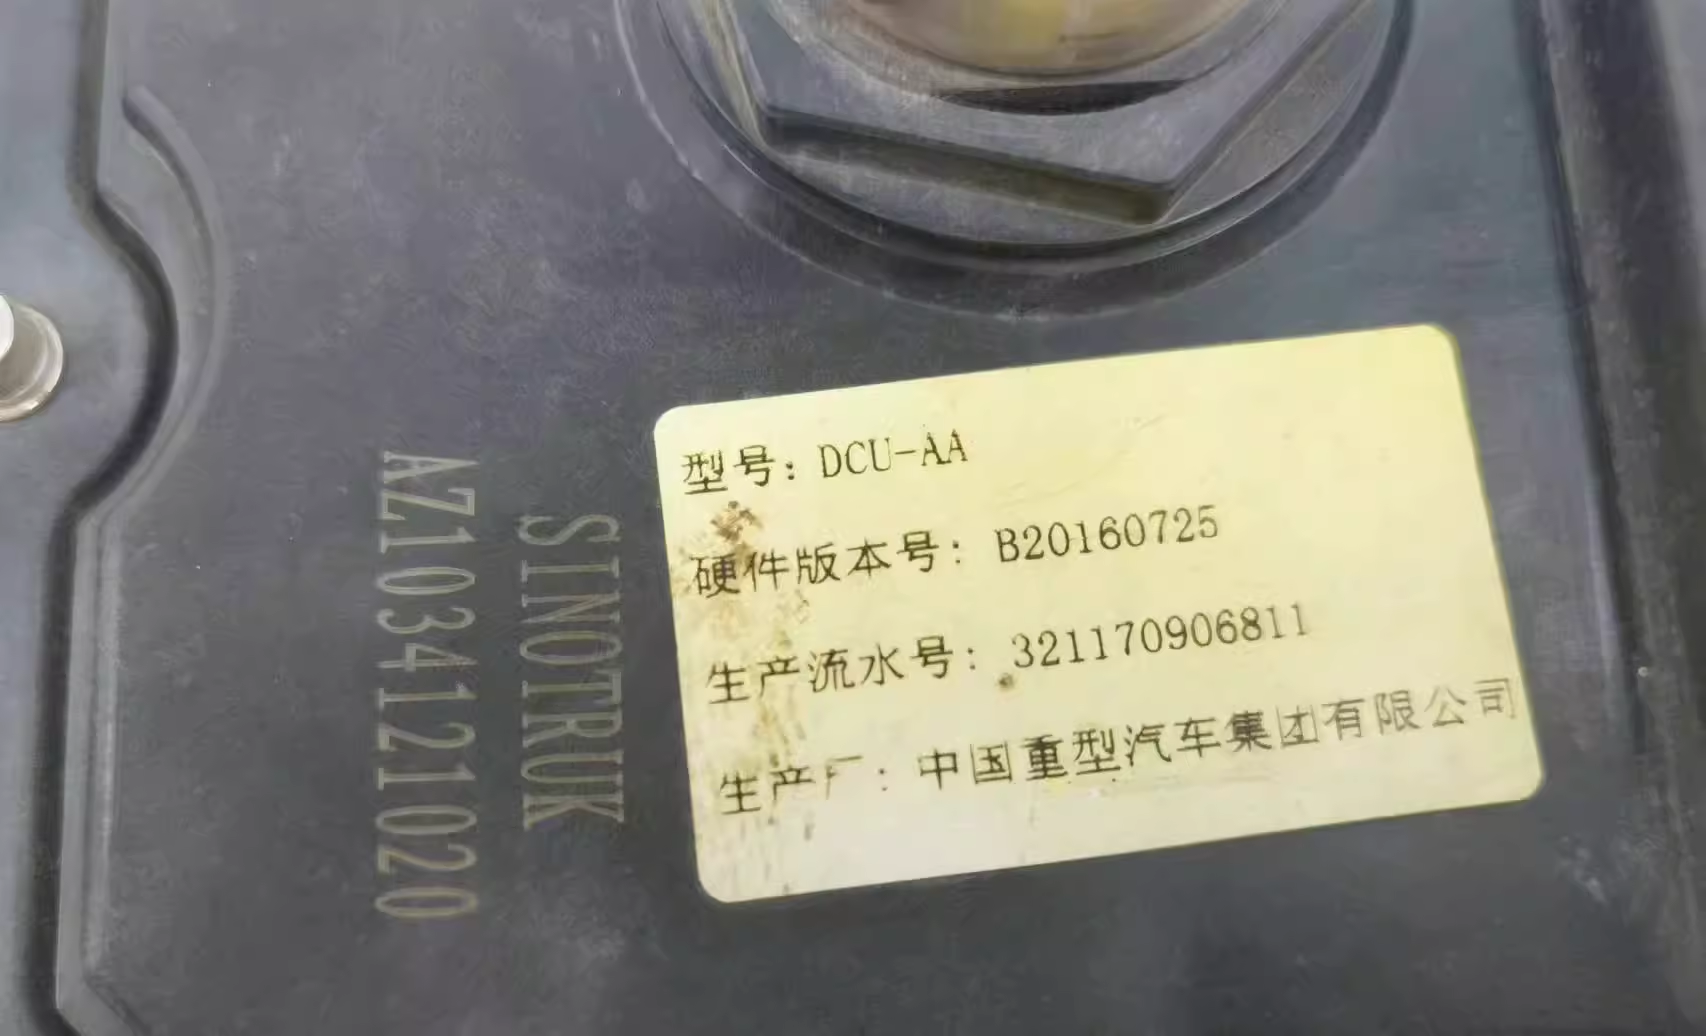 型号：DCU-AA
硬件版本号：B20160725
生产流水号：321170906811
生产厂：中国重型汽车集团有限公司
SINOTRUK
AZ1034121020